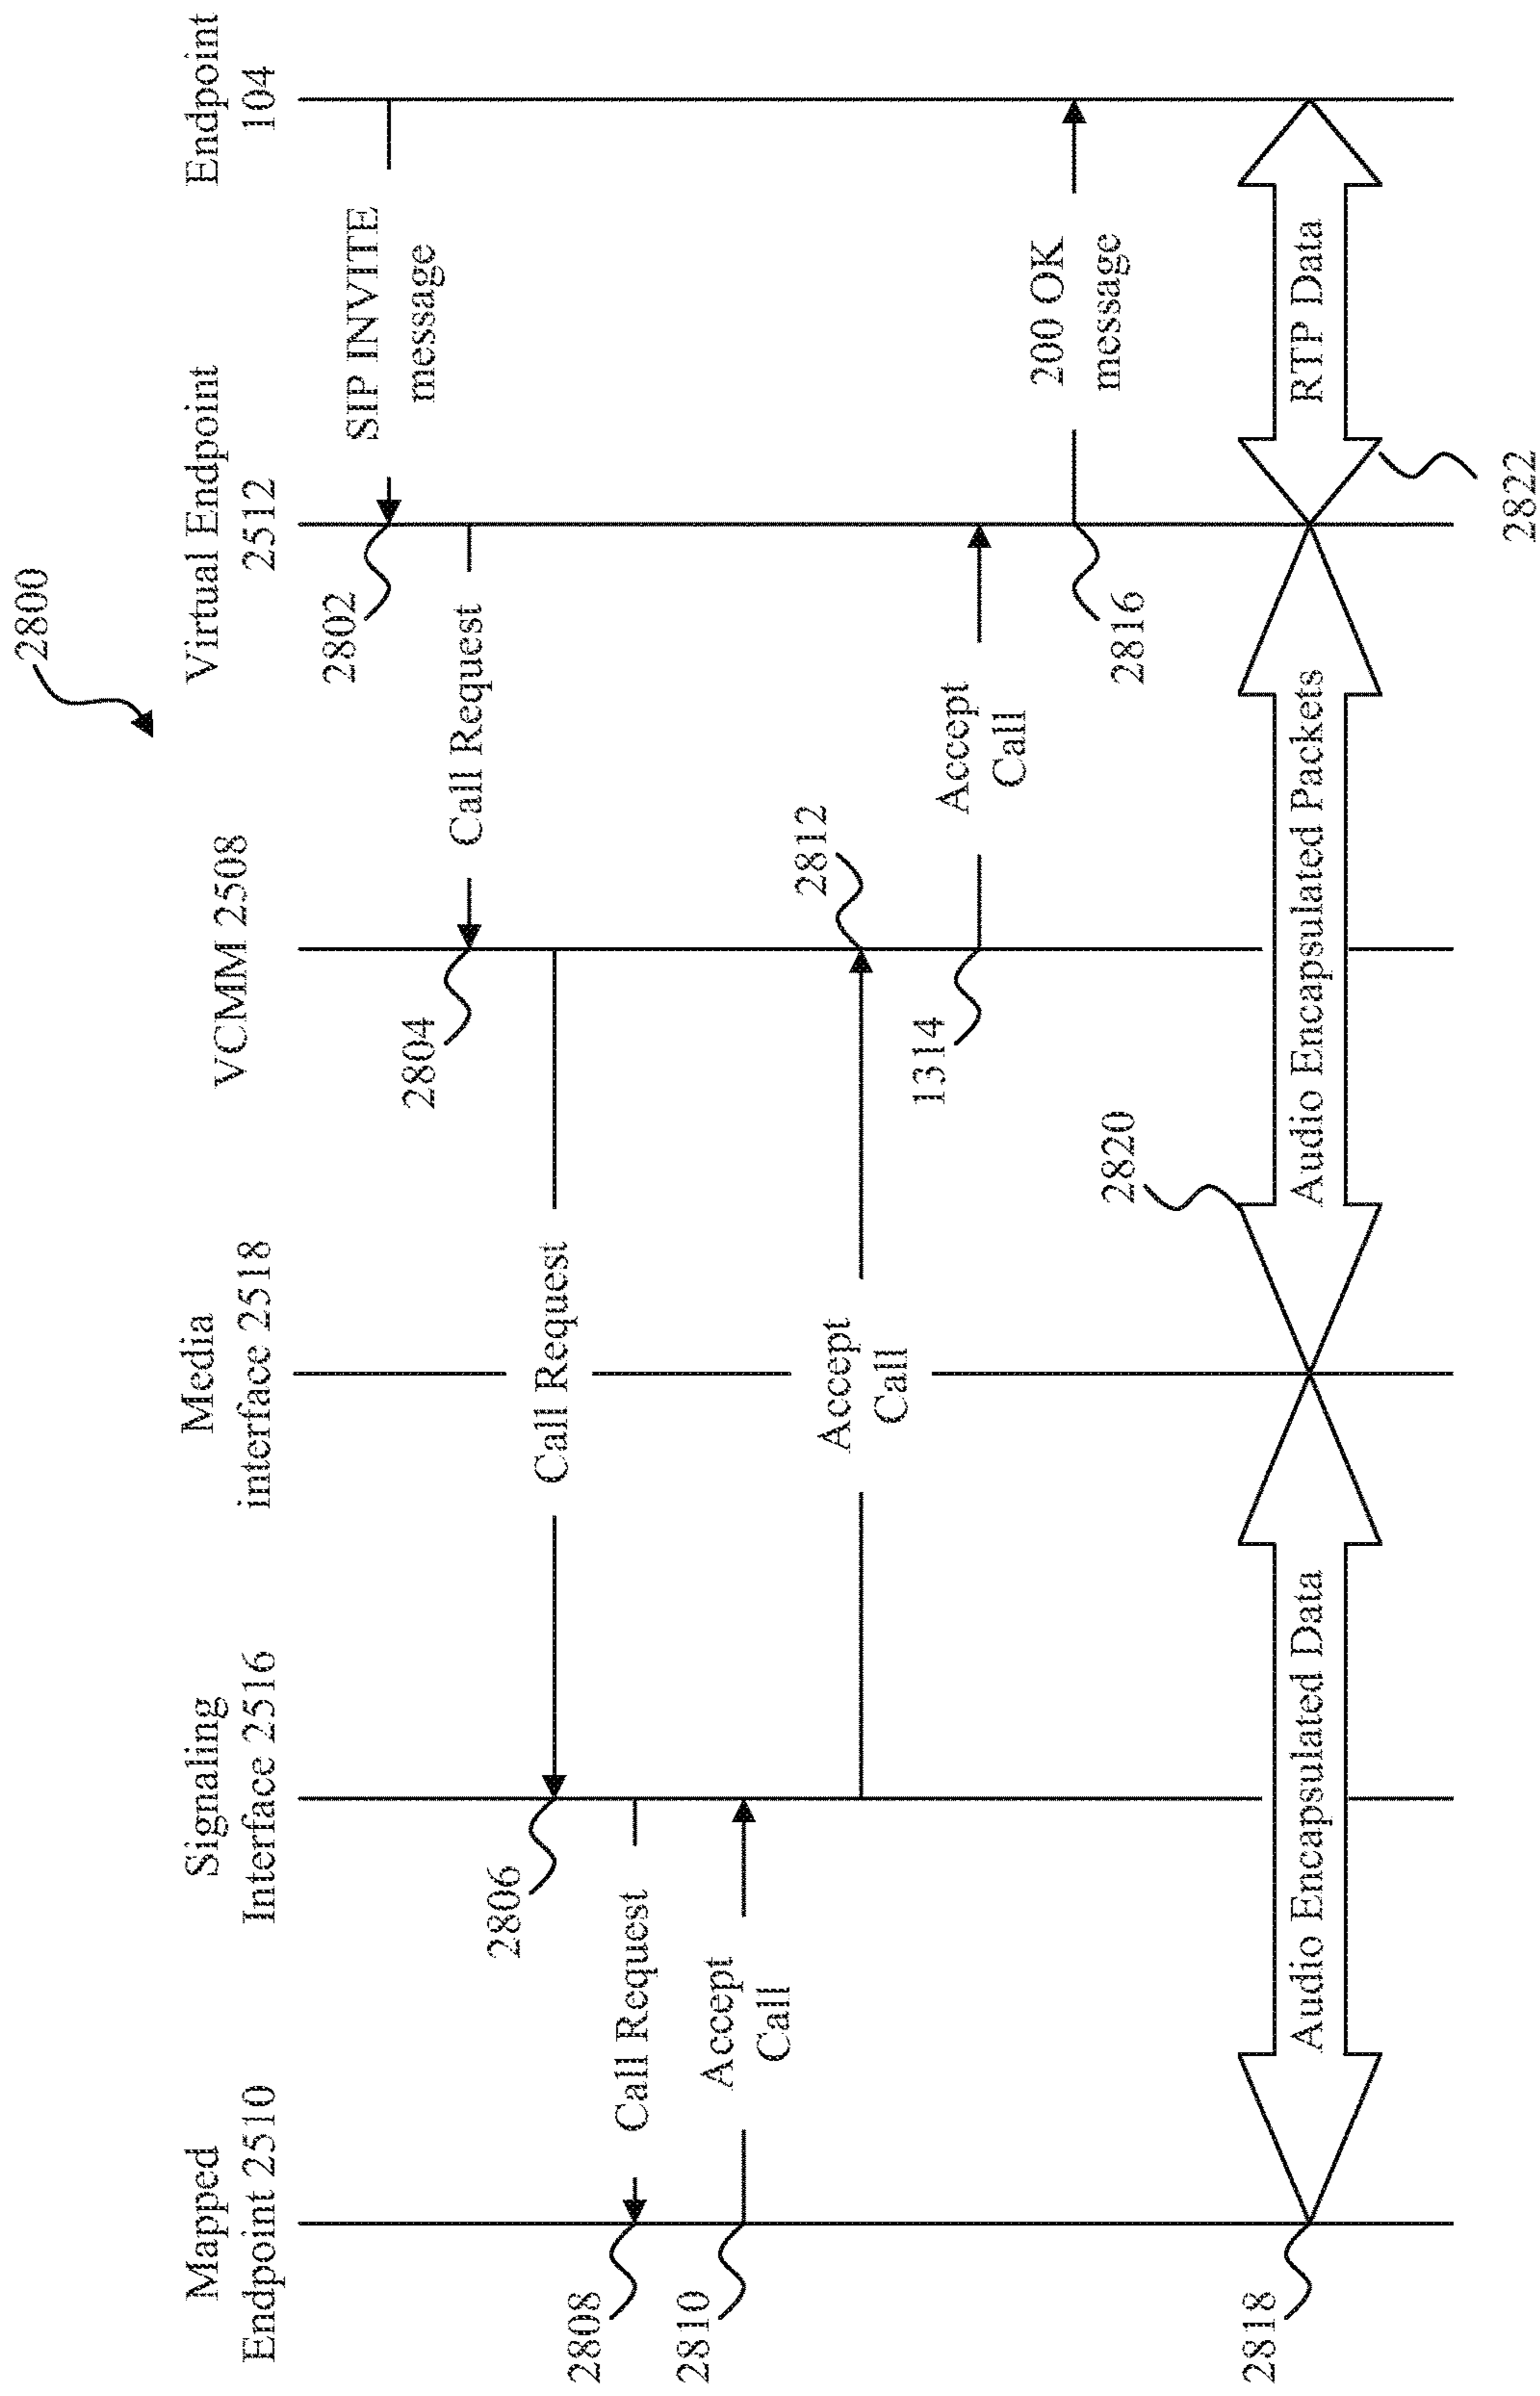 2800
Mapped
Endpoint 2510
Signaling
Interface 2516
Media
interface 2518
VCMM 2508
Virtual Endpoint
2512
Endpoint
104
SIP INVITE
message
2802
Call Request
2804
Call Request
2806
Call Request
2808
Accept
Call
2810
Accept
Call
2812
Accept
Call
1314
200 OK
message
2816
2820
Audio Encapsulated Data
Audio Encapsulated Packets
RTP Data
2818
2822